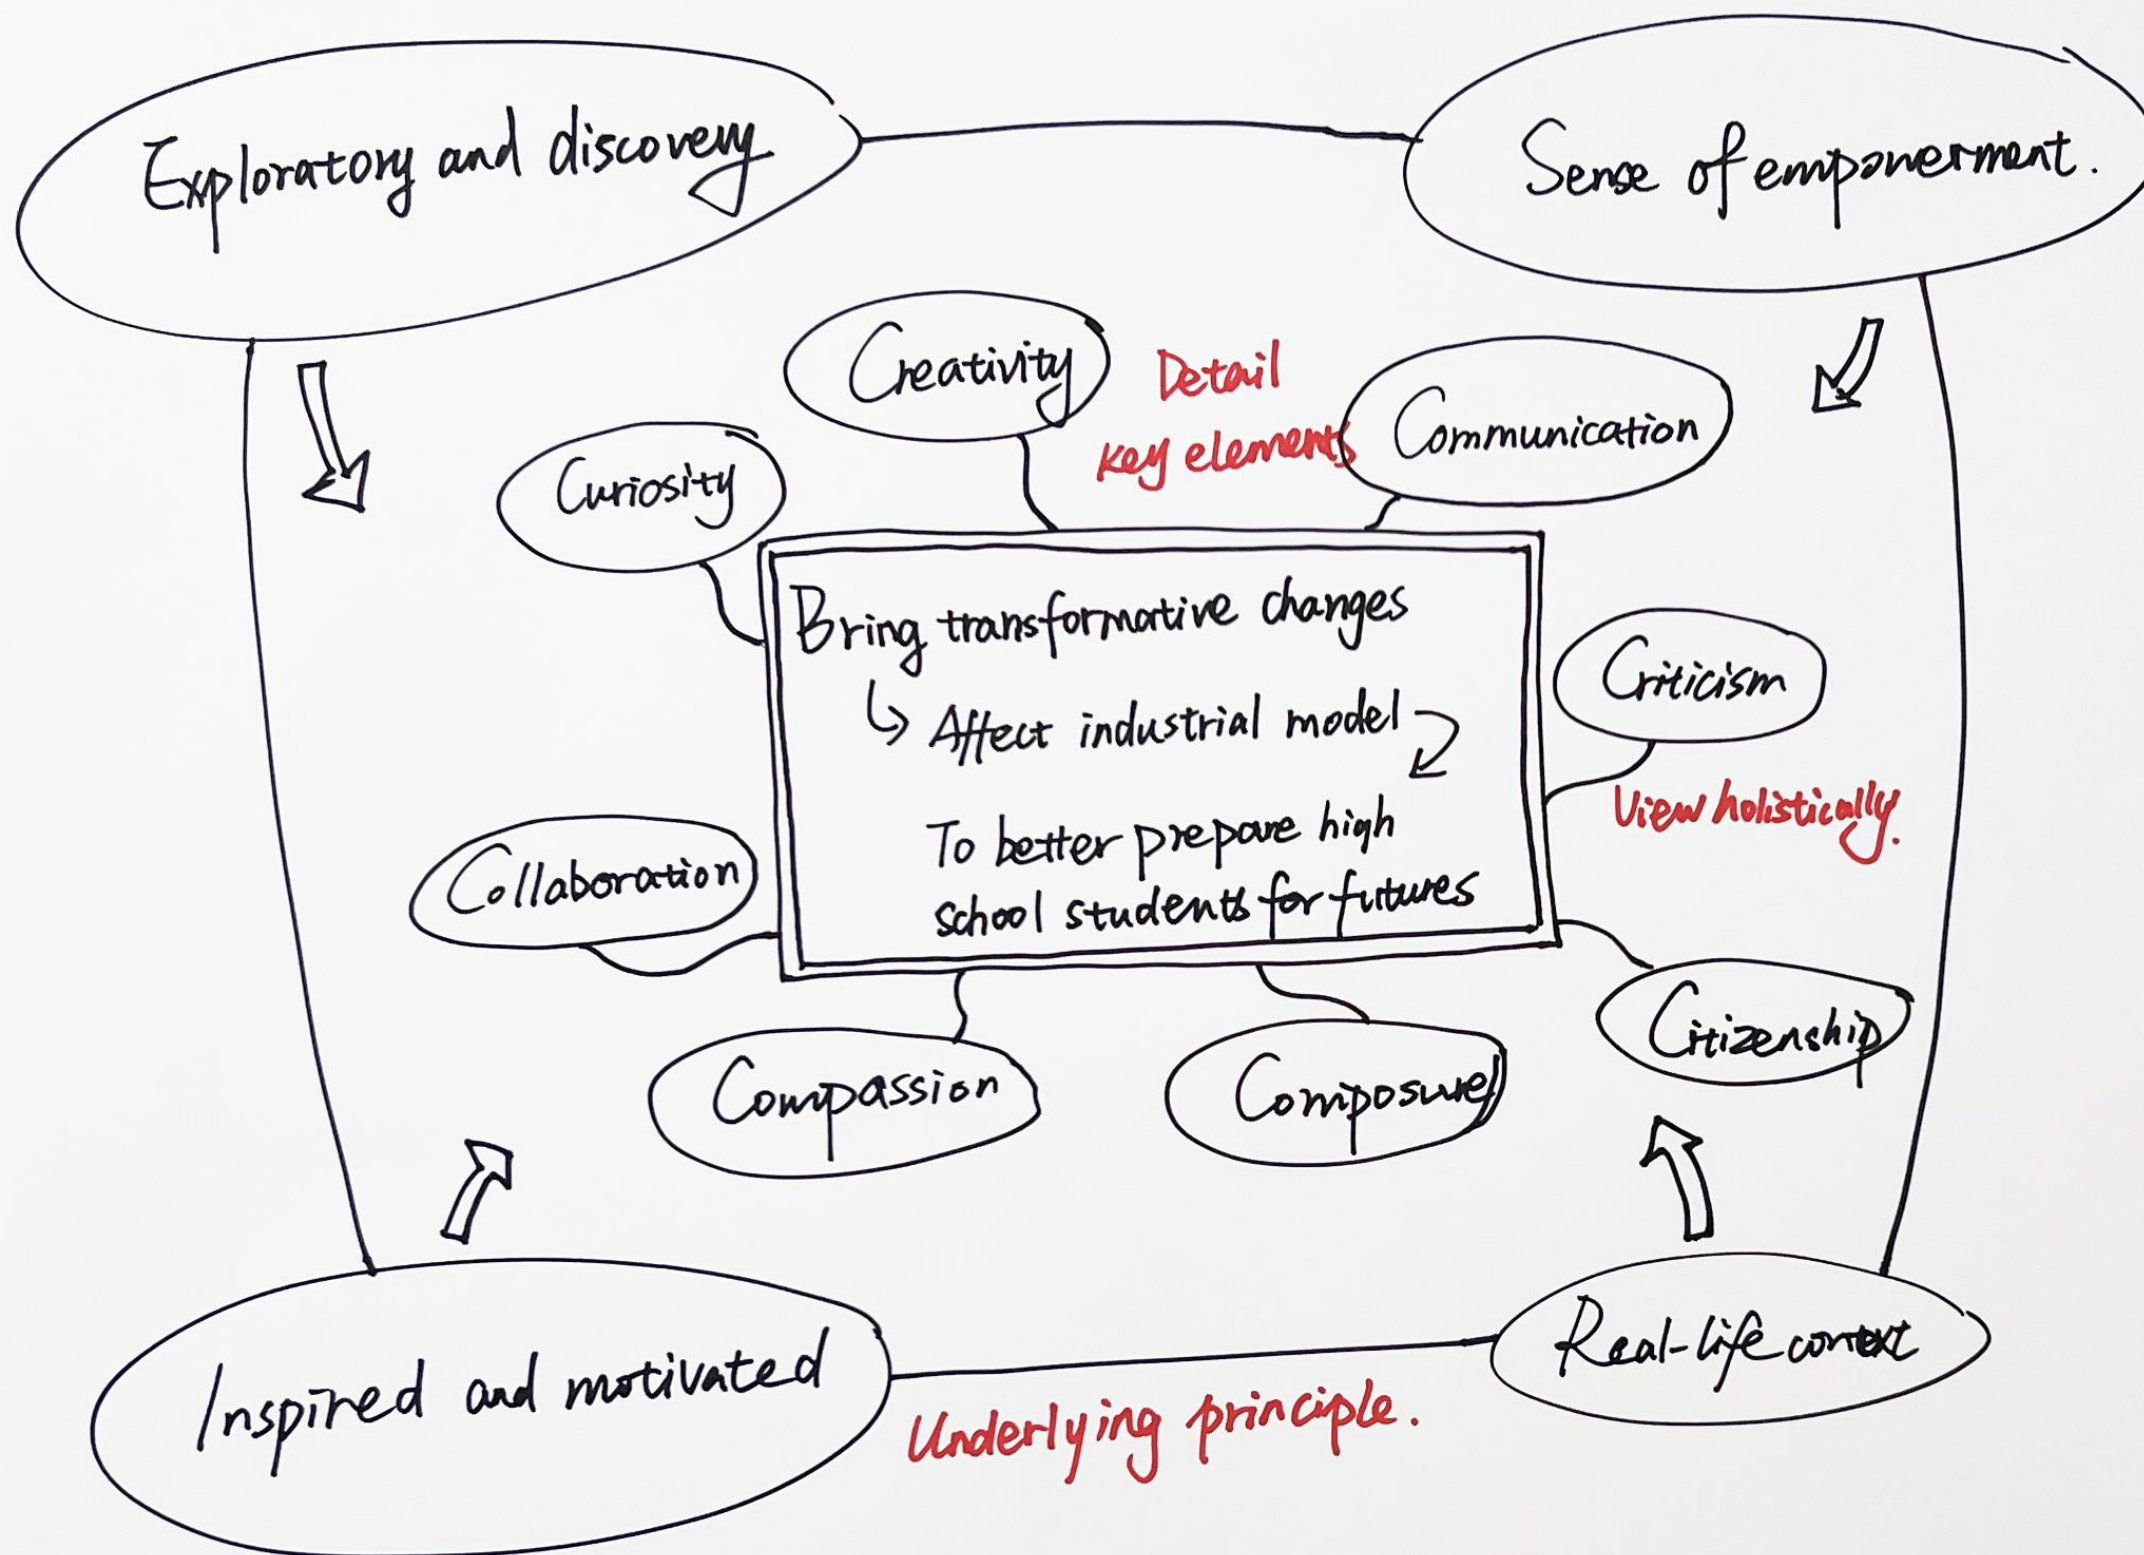 Exploratory and discovery
Sense of empowerment.
Creativity
Detail
key elements
Communication
Curiosity
Bring transformative changes
↳ Affect industrial model
To better prepare high
school students for futures
Criticism
View holistically.
Collaboration
Citizenship
Compassion
Composure
Inspired and motivated
Real-life context
Underlying principle.